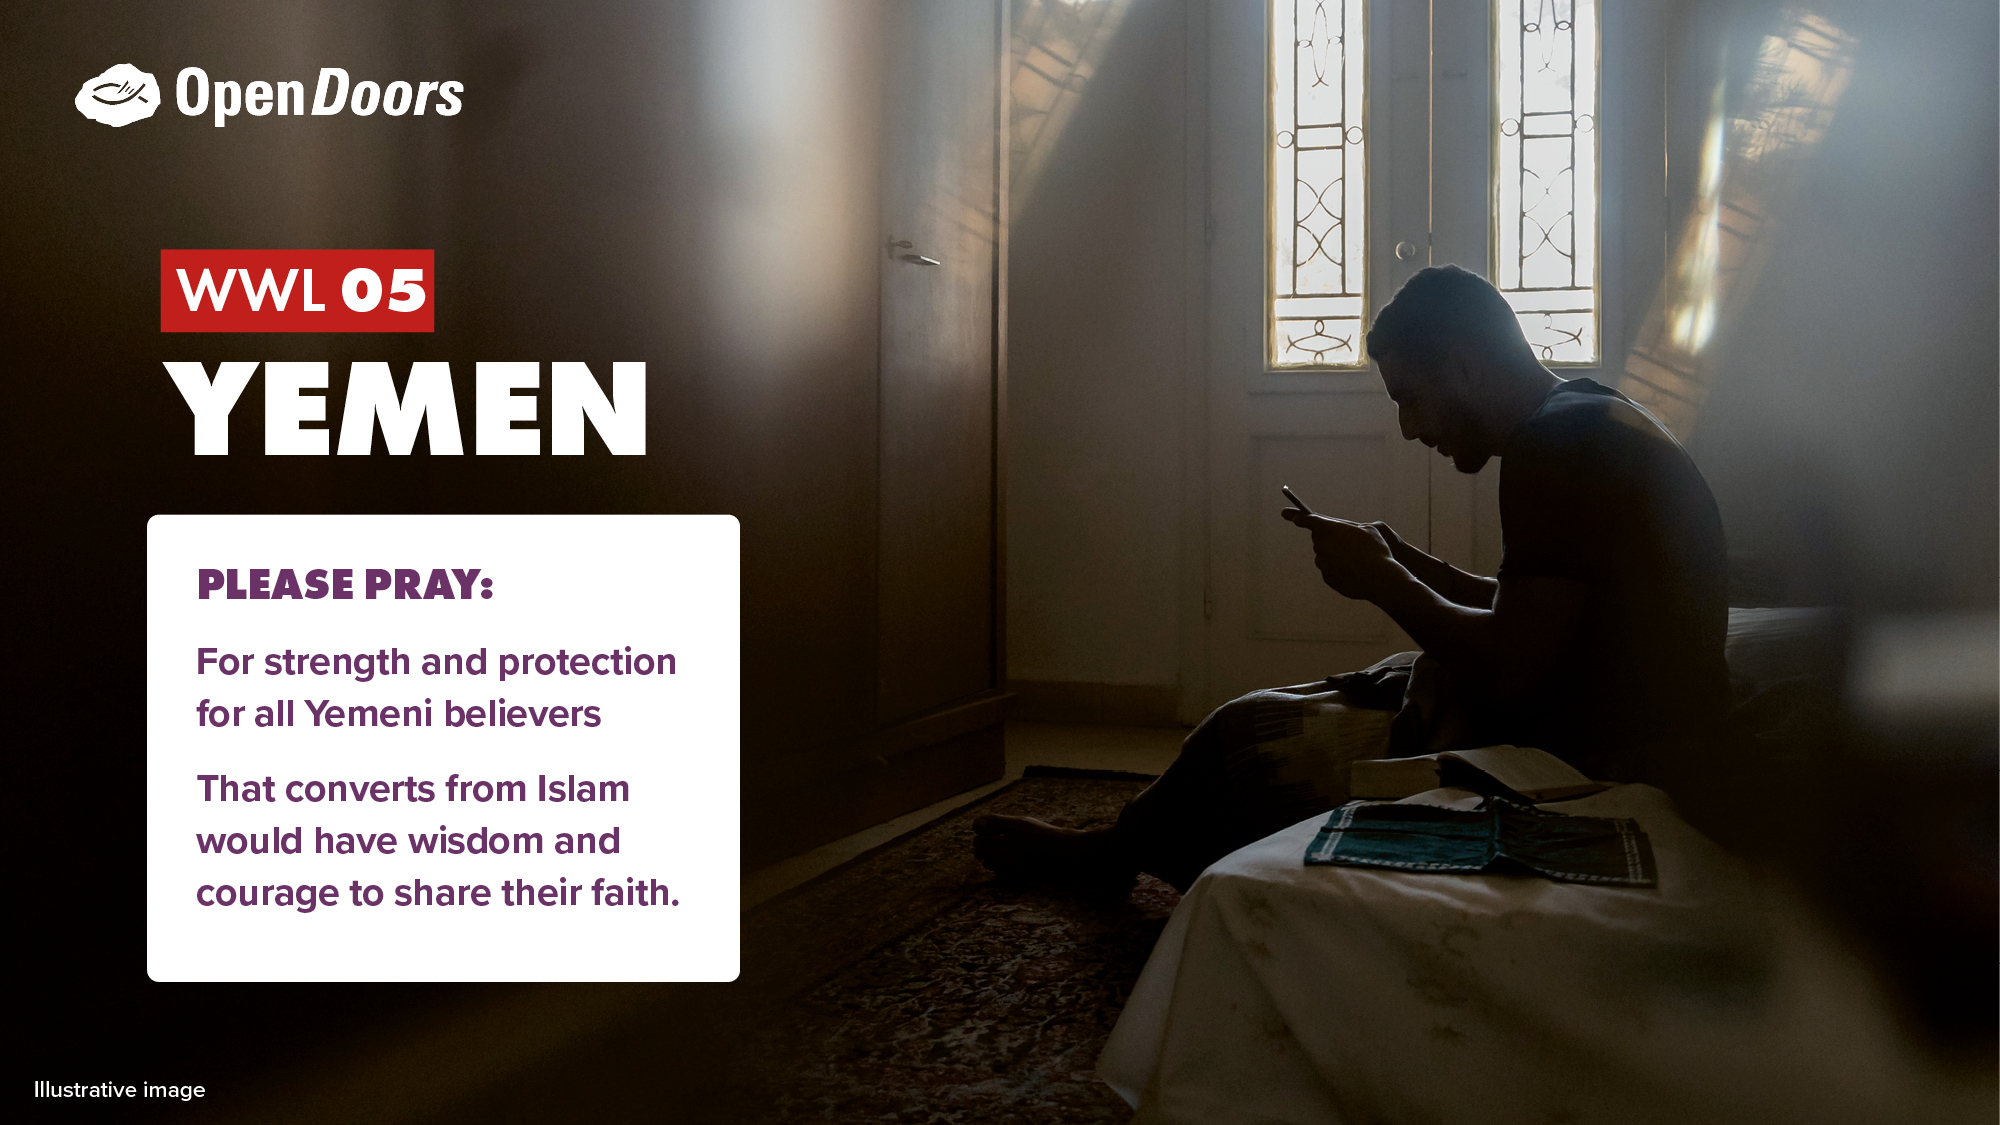 Open Doors
WWL 05
YEMEN
PLEASE PRAY:
For strength and protection
for all Yemeni believers
That converts from Islam
would have wisdom and
courage to share their faith.
Illustrative image